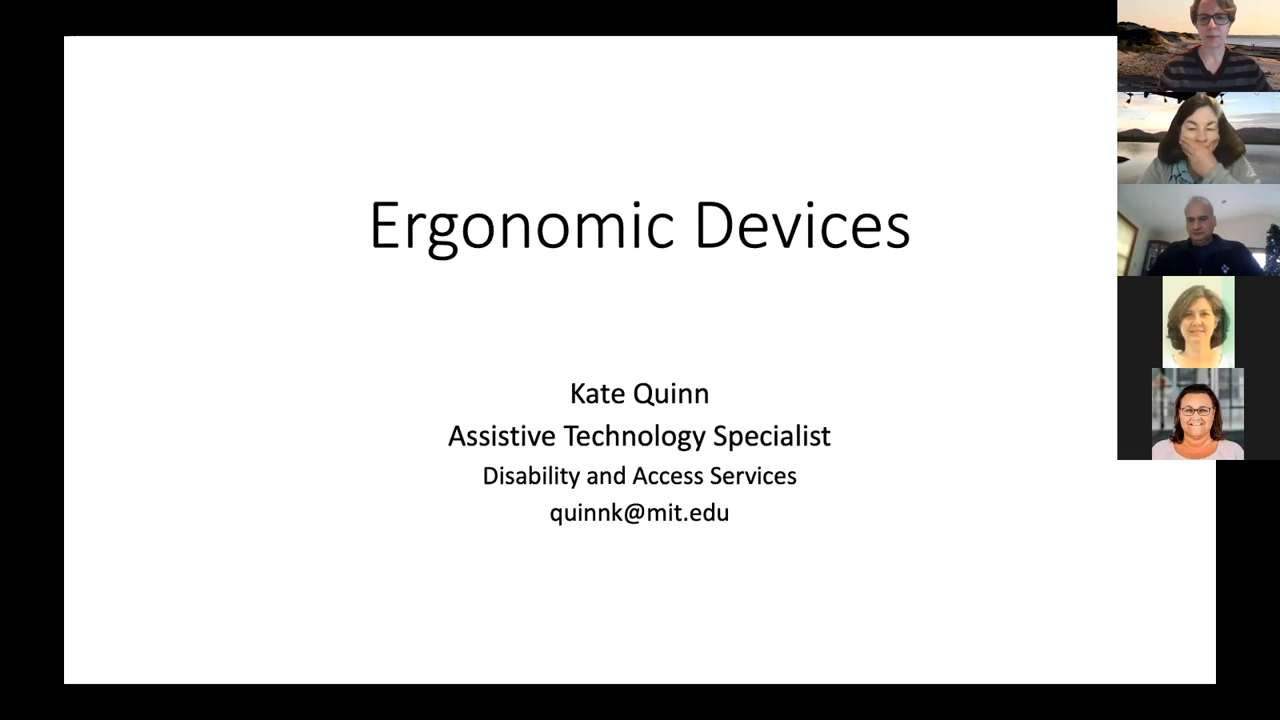 Ergonomic Devices
Kate Quinn
Assistive Technology Specialist
Disability and Access Services
quinnk@mit.edu